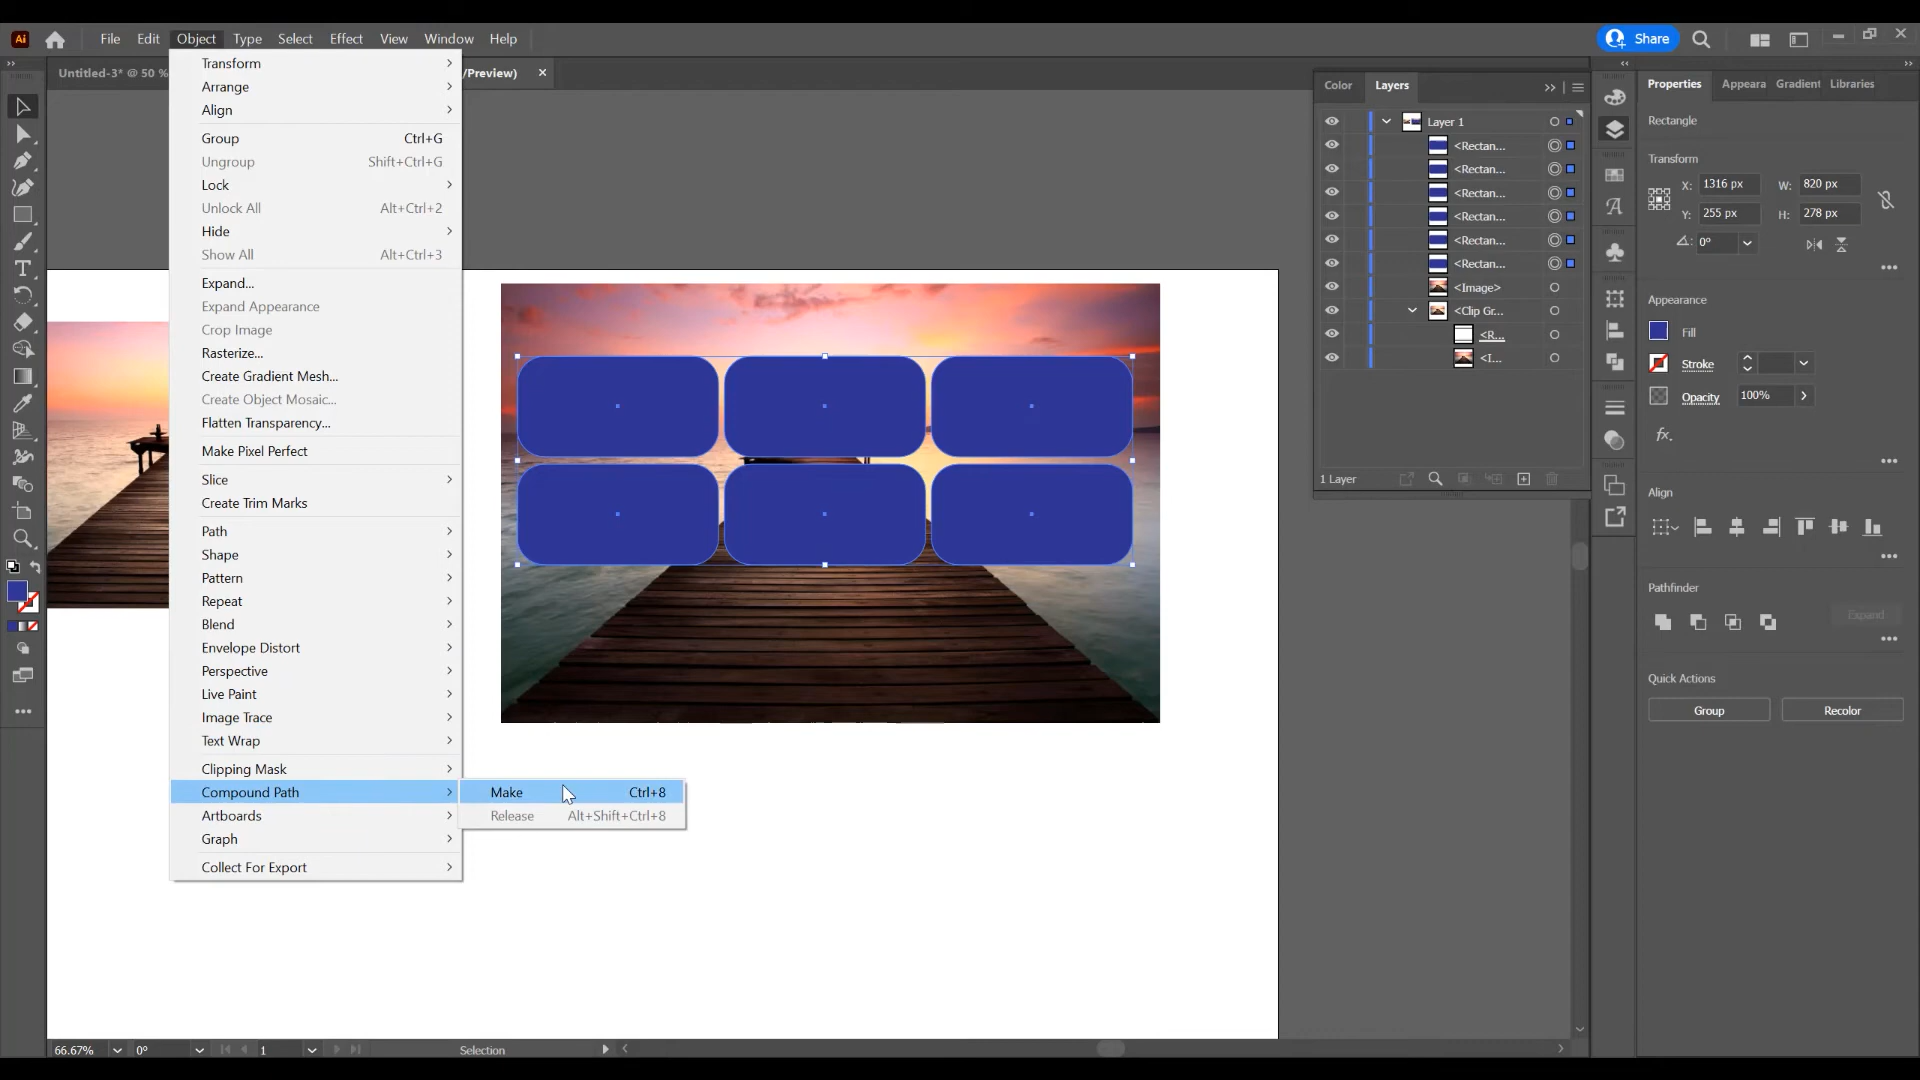 Ai
File Edit Object Type Select Effect View Window Help
Share
Untitled-3* @ 50 %
/Preview)
Transform
Arrange
Align
Group Ctrl+G
Ungroup Shift+Ctrl+G
Lock
Unlock All Alt+Ctrl+2
Hide
Show All Alt+Ctrl+3
Expand...
Expand Appearance
Crop Image
Rasterize...
Create Gradient Mesh...
Create Object Mosaic...
Flatten Transparency...
Make Pixel Perfect
Slice
Create Trim Marks
Path
Shape
Pattern
Repeat
Blend
Envelope Distort
Perspective
Live Paint
Image Trace
Text Wrap
Clipping Mask
Compound Path
Artboards
Graph
Collect For Export
Make Ctrl+8
Release Alt+Shift+Ctrl+8
Color Layers
Layer 1
<Rectan...
<Rectan...
<Rectan...
<Rectan...
<Rectan...
<Rectan...
<Image>
<Clip Gr...
<R...
<I...
1 Layer
Properties Appeara Gradient Libraries
Rectangle
Transform
X: 1316 px W: 820 px
Y: 255 px H: 278 px
0°
Appearance
Fill
Stroke
Opacity 100%
fx.
Align
Pathfinder
Expand
Quick Actions
Group Recolor
66.67% 0° 1 Selection